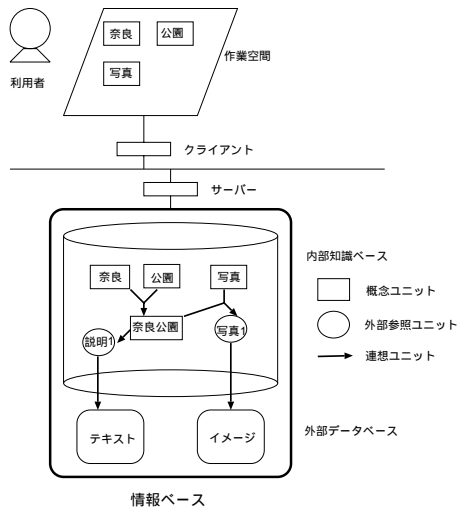 奈良
公園
写真
作業空間
利用者
クライアント
サーバー
内部知識ベース
奈良
公園
写真
概念ユニット
奈良公園
説明1
写真1
外部参照ユニット
連想ユニット
テキスト
イメージ
外部データベース
情報ベース